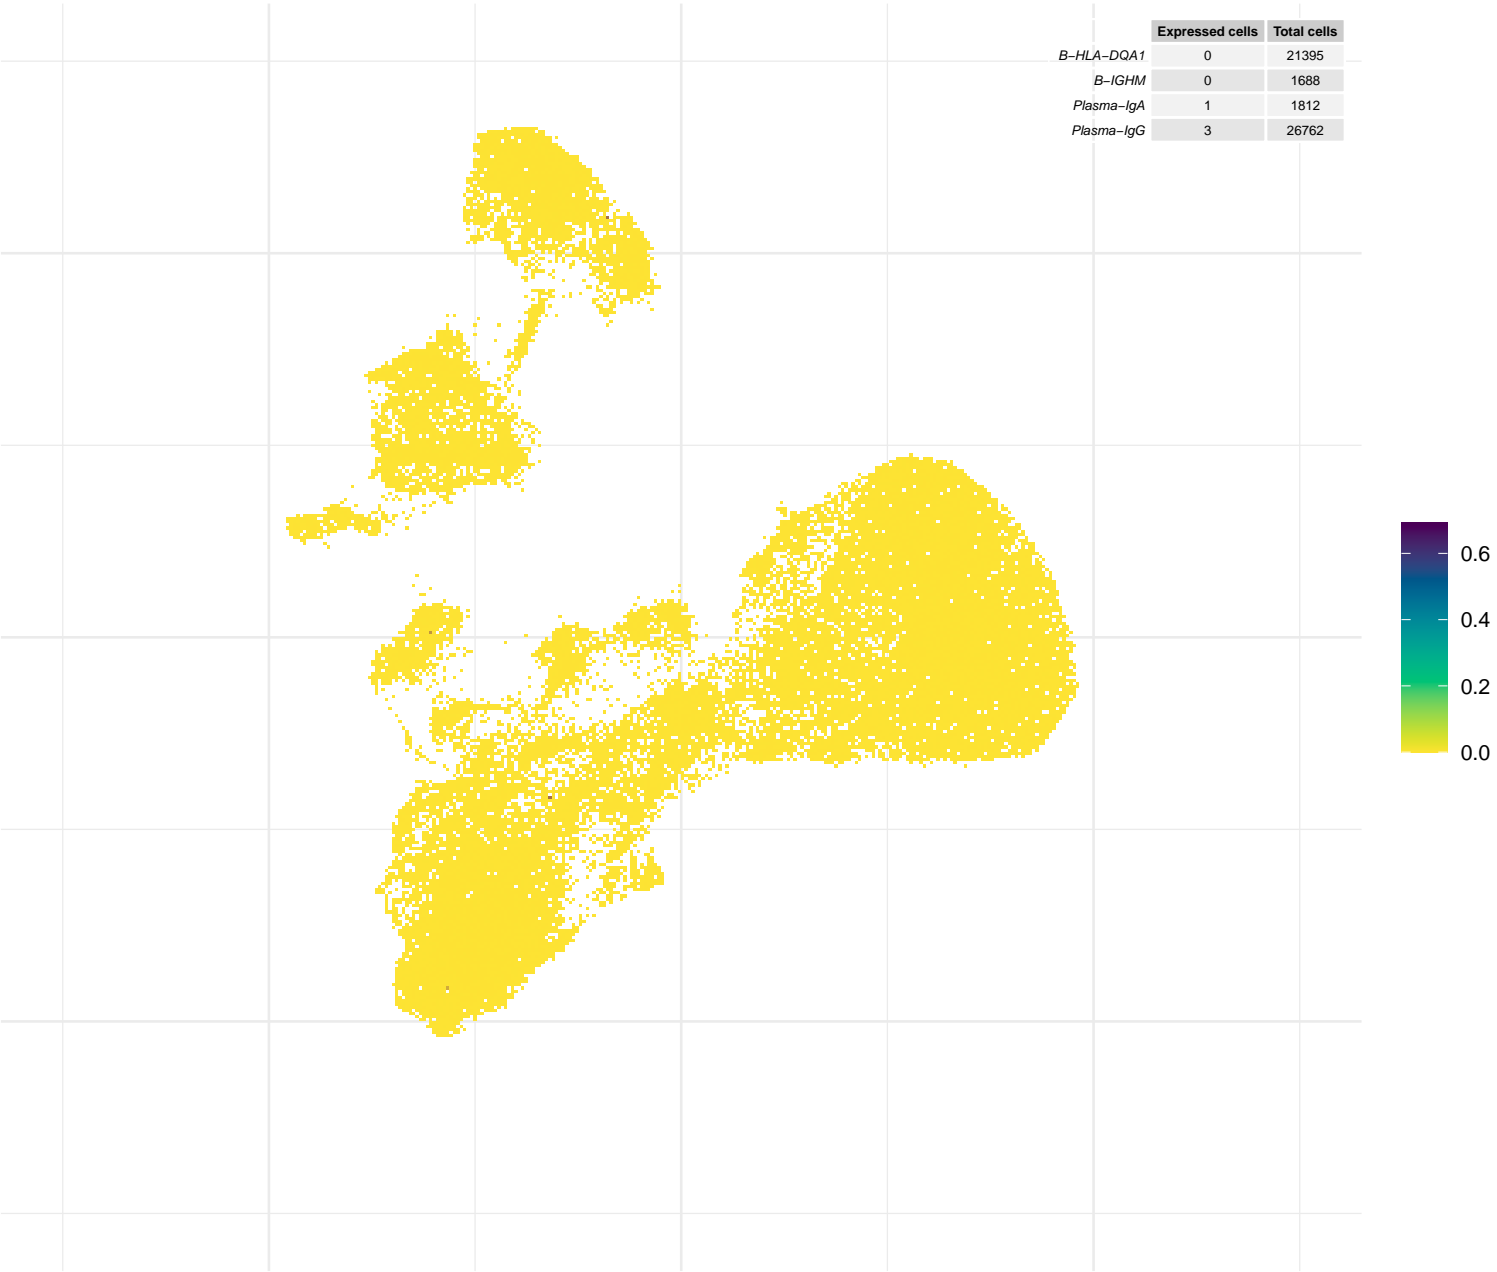 Expressed cells Total cells
B−HLA−DQA1 0 21395
B−IGHM 0 1688
Plasma−IgA 1 1812
Plasma−IgG 3 26762
0.6
0.4
0.2
0.0